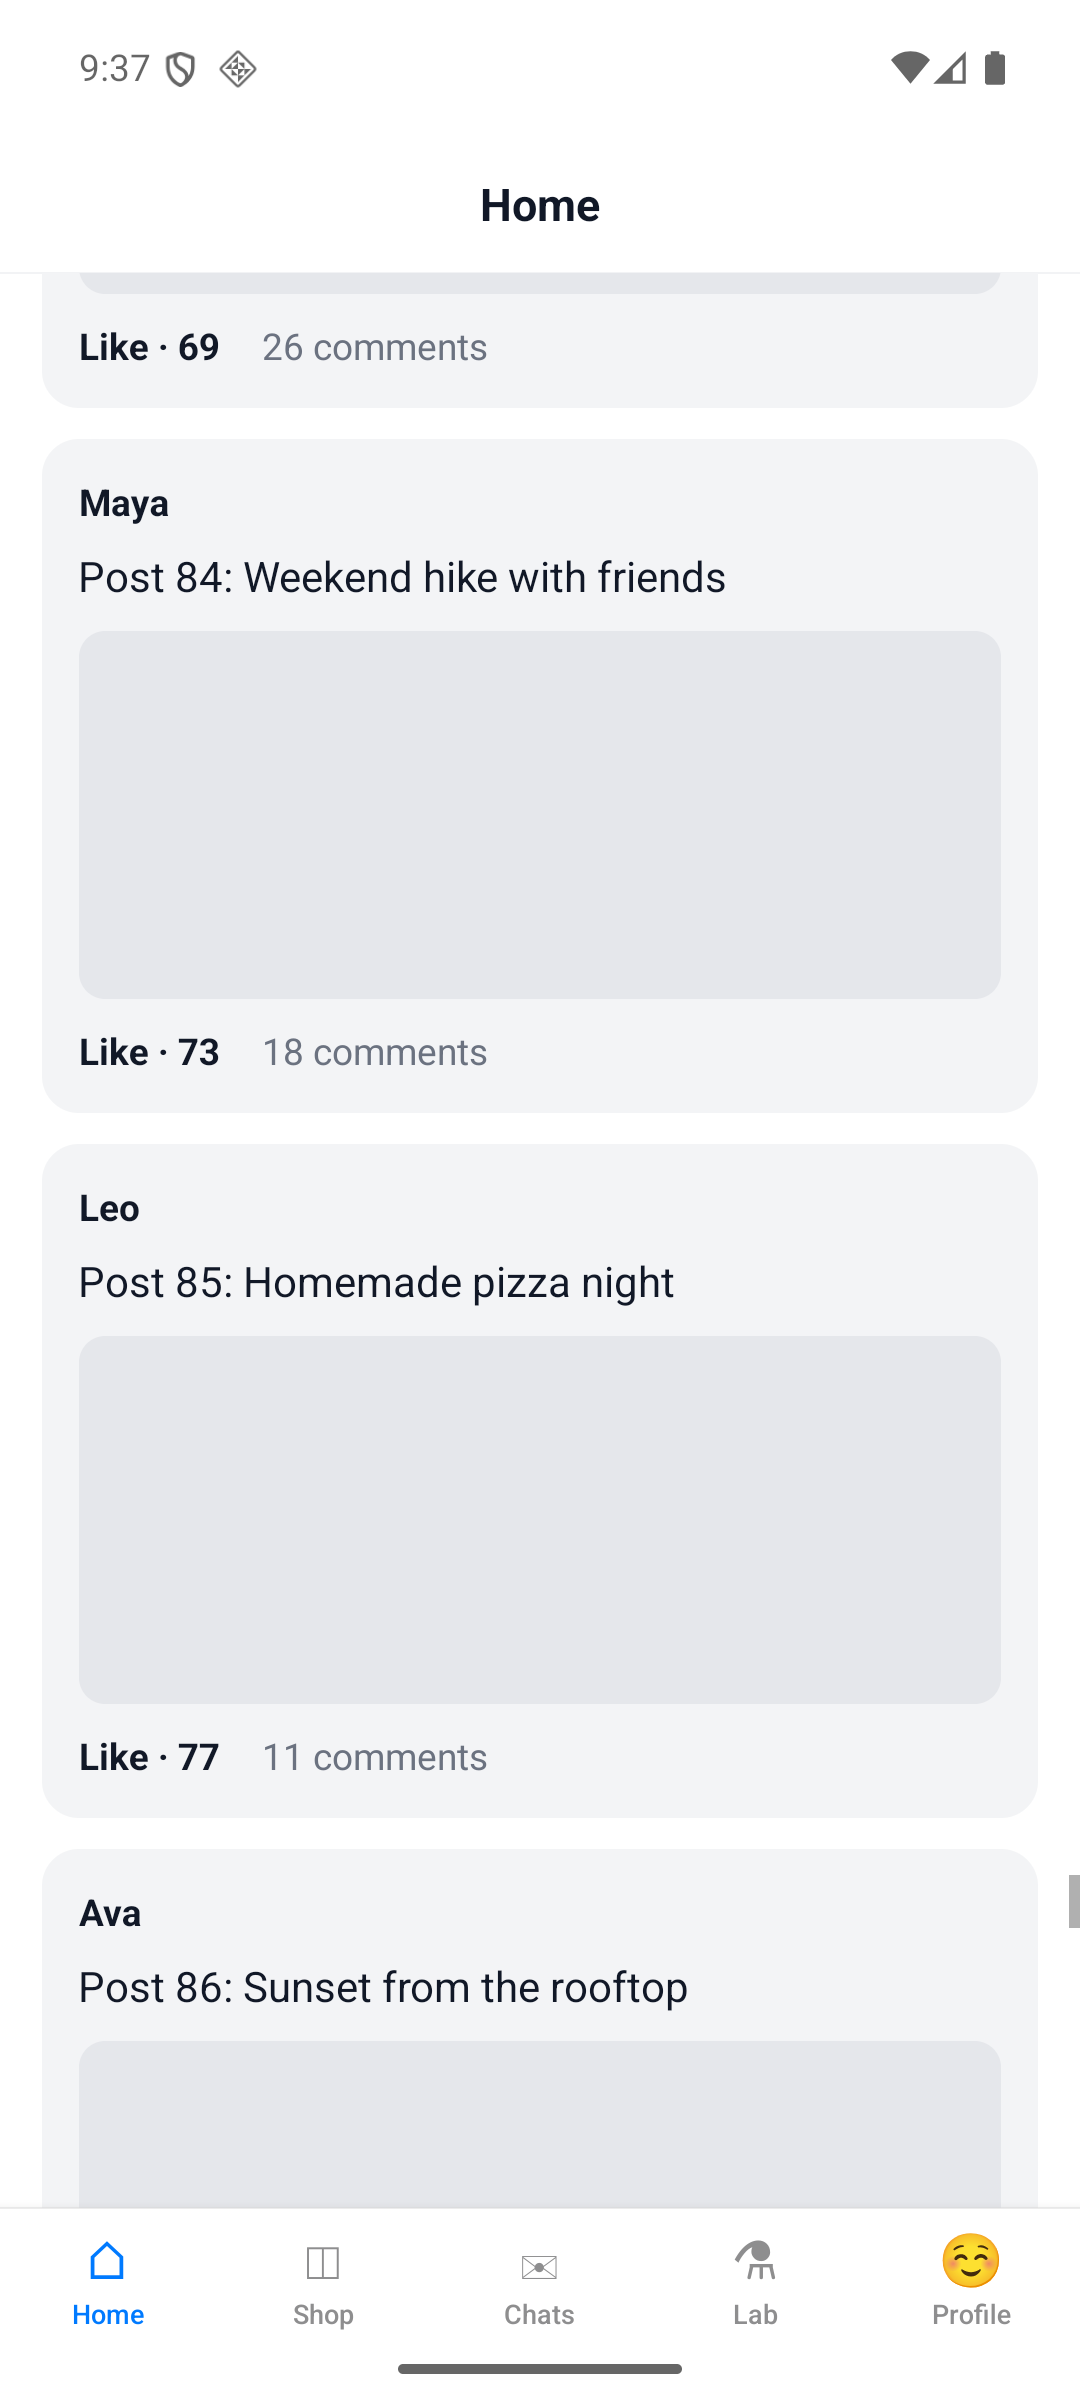 9:37
Home
Like · 69 26 comments
Maya
Post 84: Weekend hike with friends
Like · 73 18 comments
Leo
Post 85: Homemade pizza night
Like · 77 11 comments
Ava
Post 86: Sunset from the rooftop
Home Shop Chats Lab Profile